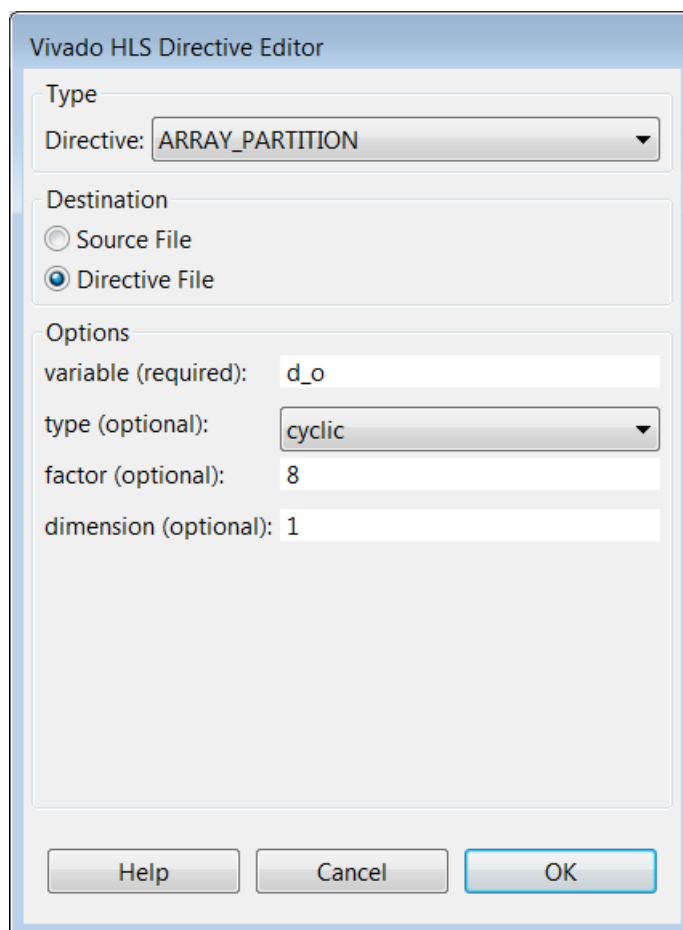 Vivado HLS Directive Editor
Type
Directive: ARRAY_PARTITION
Destination
Source File
Directive File
Options
variable (required): d_o
type (optional): cyclic
factor (optional): 8
dimension (optional): 1
Help Cancel OK